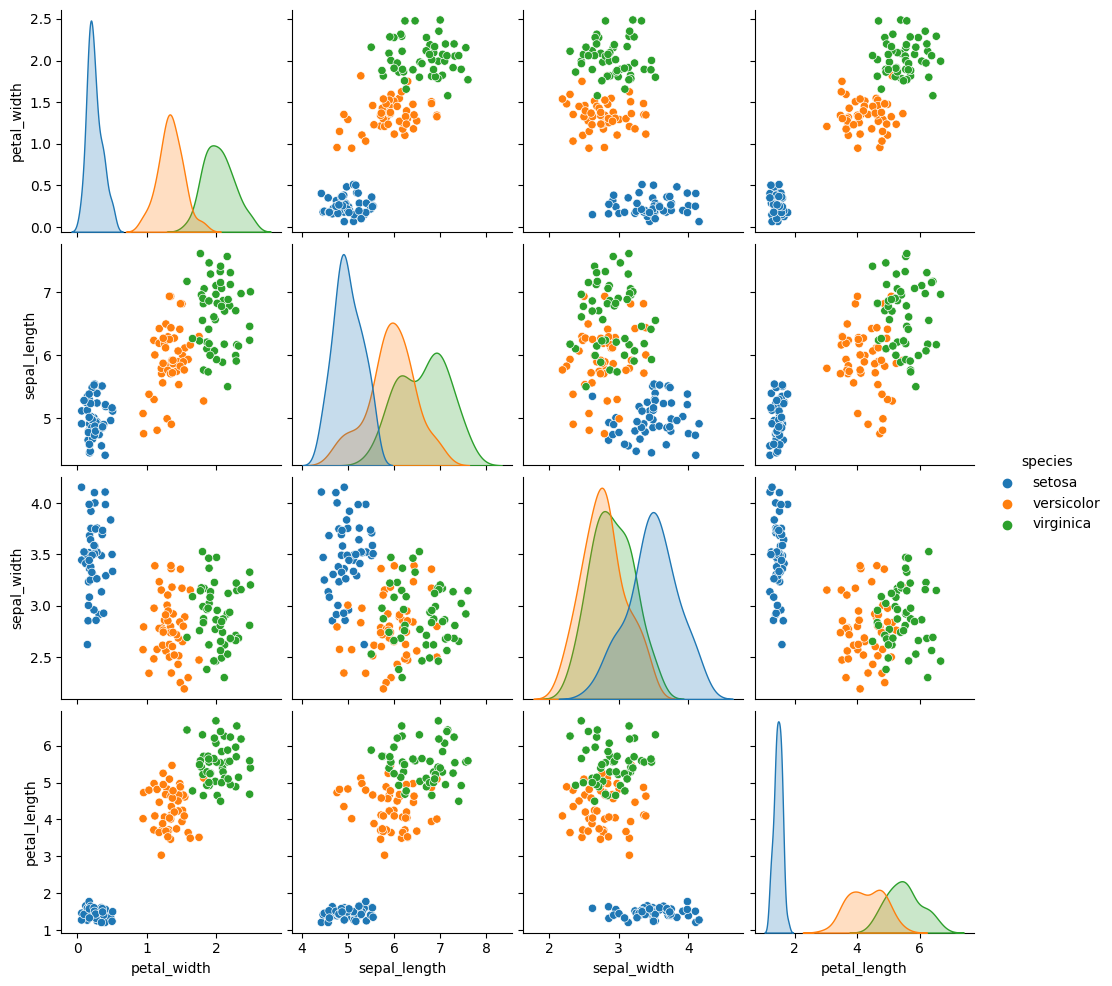 2.5
2.0
1.5
1.0
0.5
0.0
petal_width
7
6
5
sepal_length
species
setosa
versicolor
virginica
4.0
3.5
3.0
2.5
sepal_width
6
5
4
3
2
1
petal_length
0 1 2
4 5 6 7 8
2 3 4
2 4 6
petal_width sepal_length sepal_width petal_length